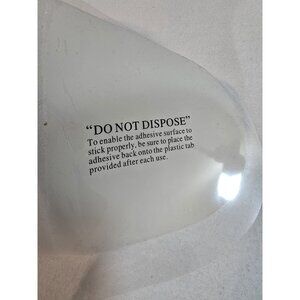 “DO NOT DISPOSE”
To enable the adhesive surface to
stick properly, be sure to place the
adhesive back onto the plastic tab
provided after each use.